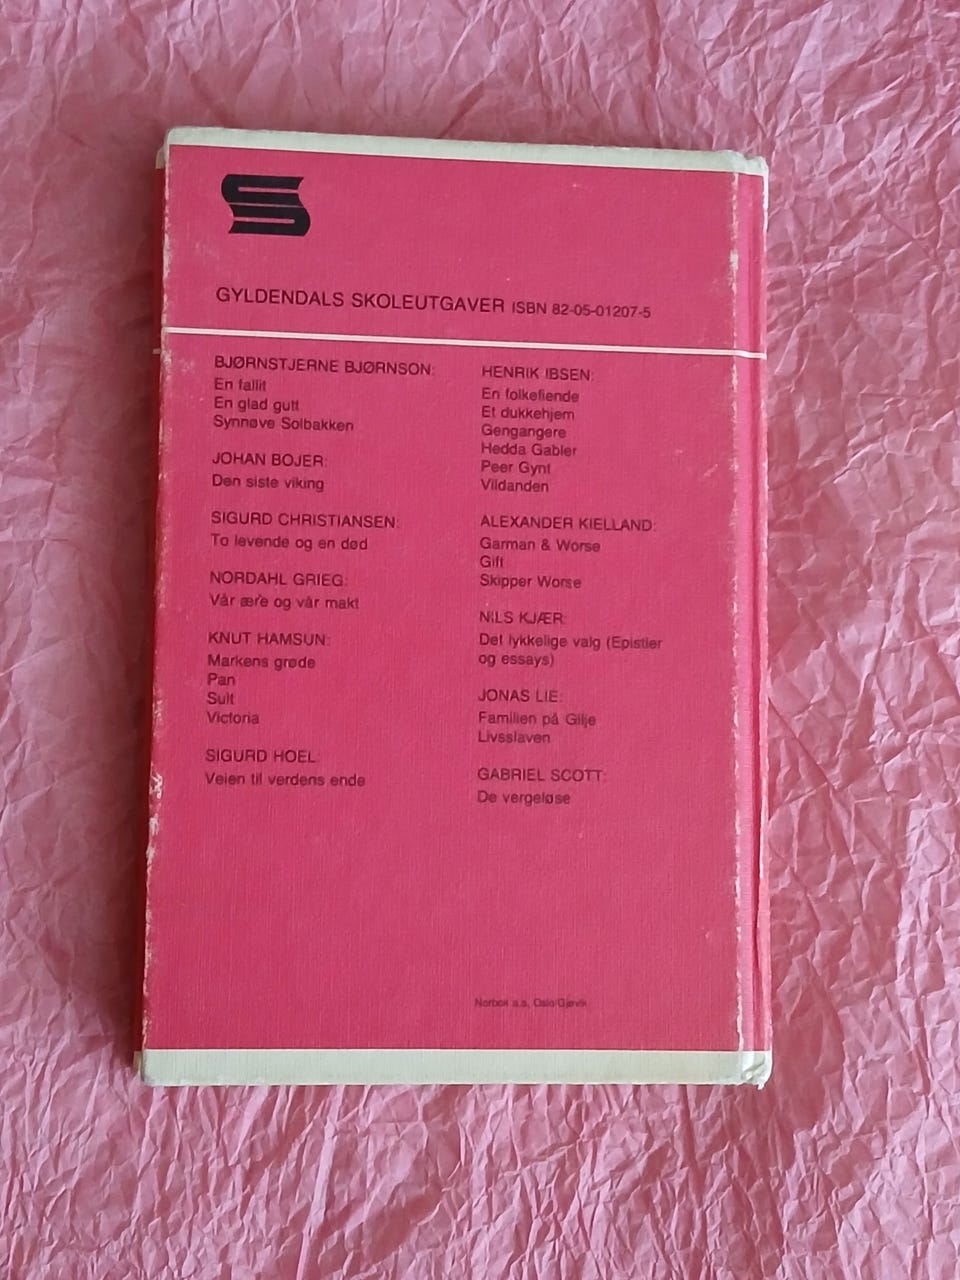 GYLDENDALS SKOLEUTGAVER ISBN 82-05-01207-5
BJØRNSTJERNE BJØRNSON:
En fallit
En glad gutt
Synnøve Solbakken
JOHAN BOJER:
Den siste viking
SIGURD CHRISTIANSEN:
To levende og en død
NORDAHL GRIEG:
Vår ære og vår makt
KNUT HAMSUN:
Markens grøde
Pan
Sult
Victoria
SIGURD HOEL:
Veien til verdens ende
HENRIK IBSEN:
En folkefiende
Et dukkehjem
Gengangere
Hedda Gabler
Peer Gynt
Vildanden
ALEXANDER KIELLAND:
Garman & Worse
Gift
Skipper Worse
NILS KJÆR:
Det lykkelige valg (Epistler
og essays)
JONAS LIE:
Familien på Gilje
Livsslaven
GABRIEL SCOTT:
De vergeløse
Norbok a.s, Oslo/Gjøvik